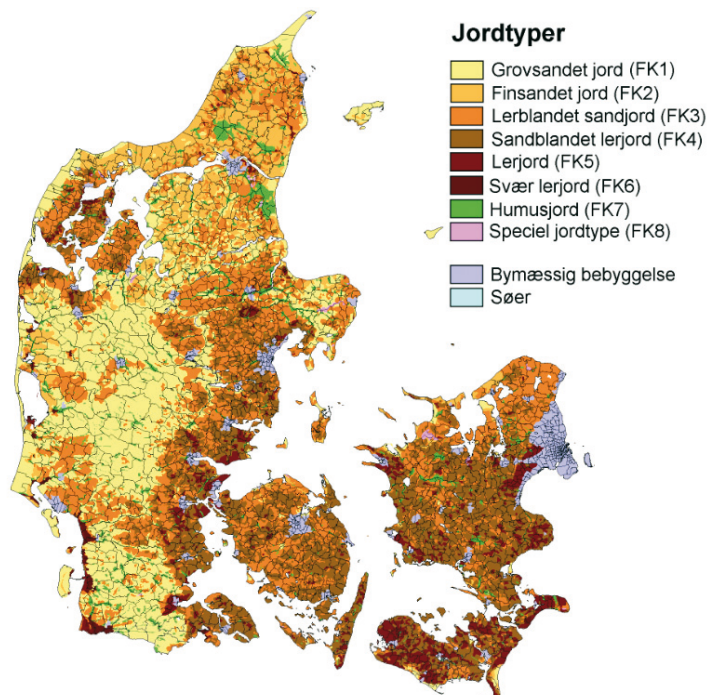 Jordtyper
Grovsandet jord (FK1)
Finsandet jord (FK2)
Lerblandet sandjord (FK3)
Sandblandet lerjord (FK4)
Lerjord (FK5)
Svær lerjord (FK6)
Humusjord (FK7)
Speciel jordtype (FK8)
Bymæssig bebyggelse
Søer